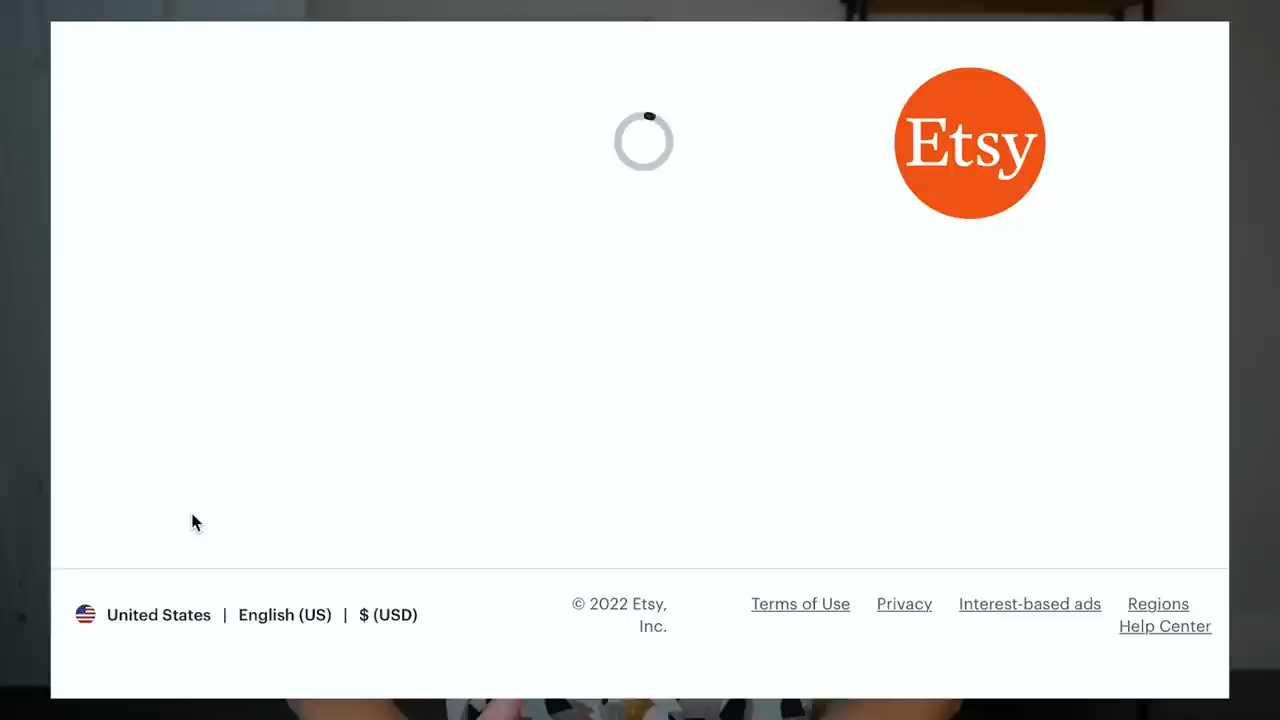 Etsy
United States | English (US) | $ (USD)
© 2022 Etsy,
Inc.
Terms of Use Privacy Interest-based ads Regions
Help Center